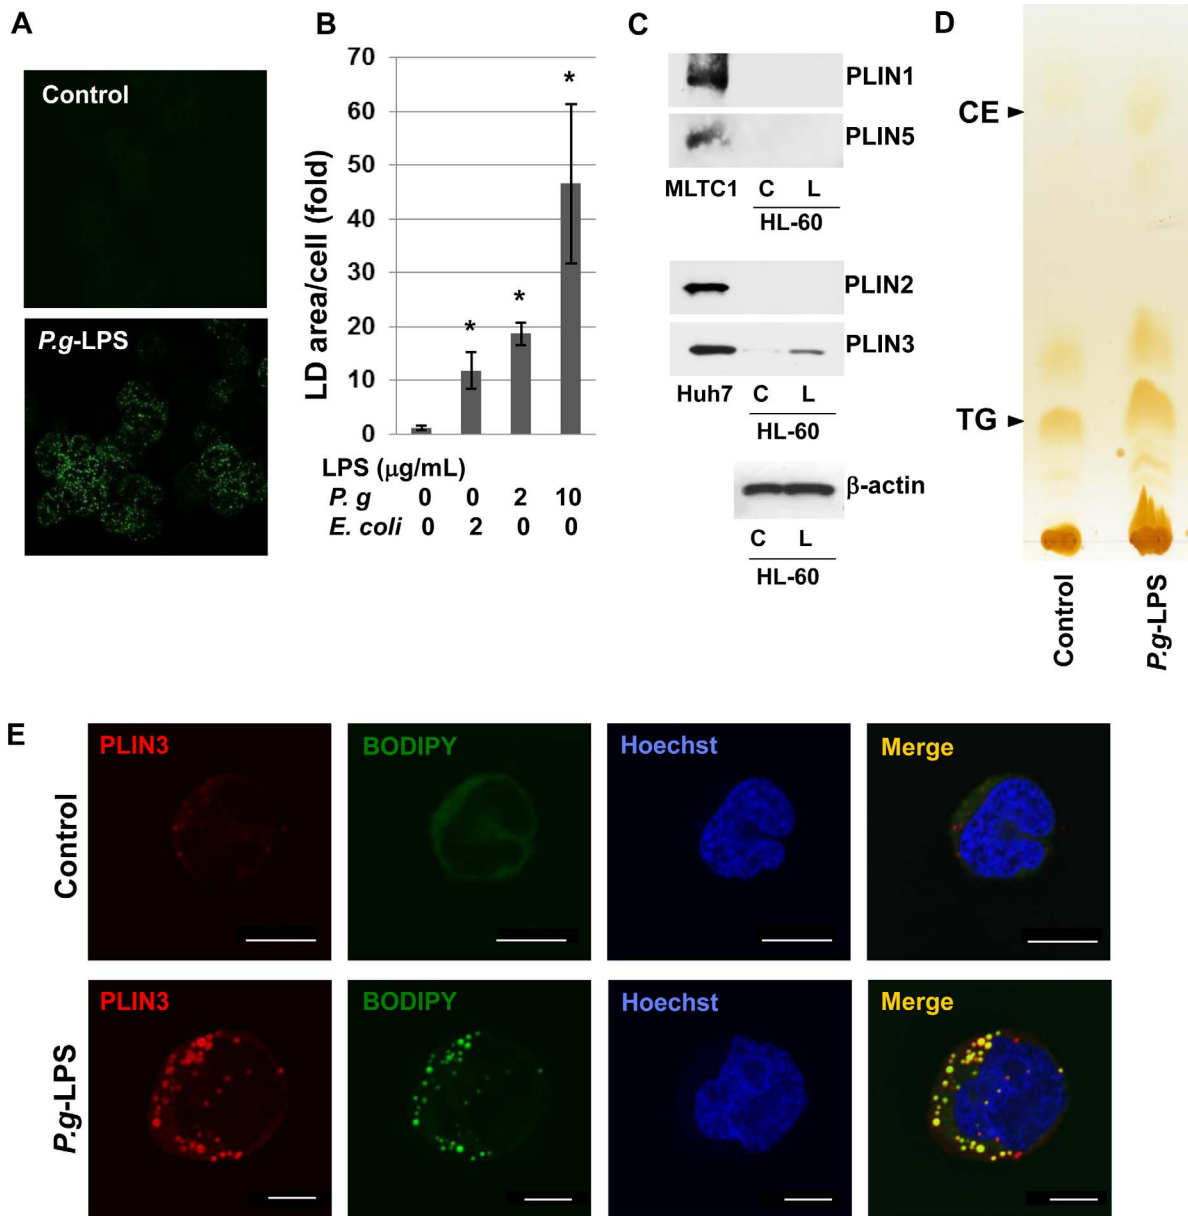 A
Control
P.g-LPS
B
70
60
50
40
30
20
10
0
LD area/cell (fold)
*
*
*
LPS (μg/mL)
P. g 0 0 2 10
E. coli 0 2 0 0
C
PLIN1
PLIN5
MLTC1 C L
HL-60
PLIN2
PLIN3
Huh7 C L
HL-60
β-actin
C L
HL-60
D
CE
TG
Control
P.g-LPS
E
Control
PLIN3 BODIPY Hoechst Merge
P.g-LPS
PLIN3 BODIPY Hoechst Merge